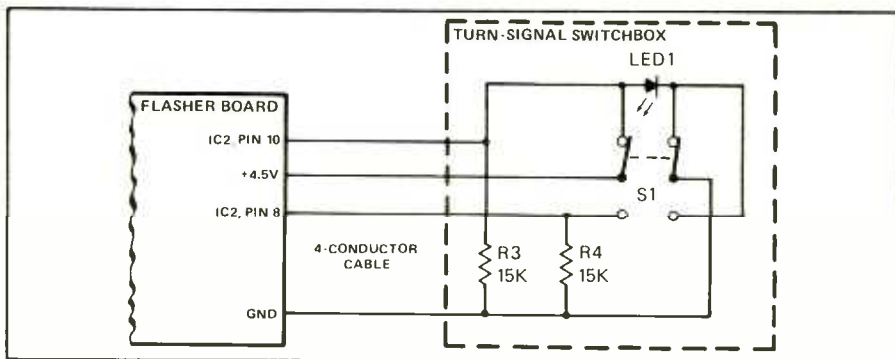 TURN-SIGNAL SWITCHBOX
LED1
FLASHER BOARD
IC2, PIN 10
+4.5V
S1
IC2, PIN 8
4-CONDUCTOR
CABLE
R3
15K
R4
15K
GND